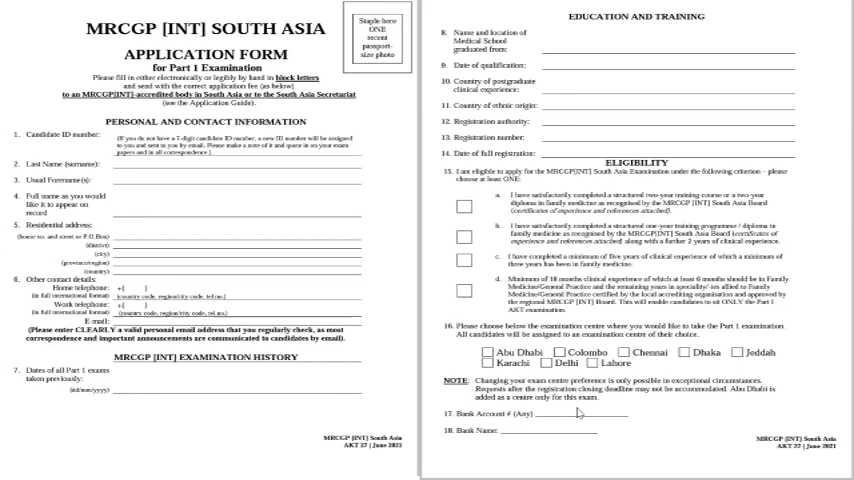 MRCGP [INT] SOUTH ASIA
Staple here
ONE
recent
passport-
size photo
APPLICATION FORM
for Part 1 Examination
Please fill in either electronically or legibly by hand in block letters
and send with the correct application fee (as below)
to an MRCGP[INT]-accredited body in South Asia or to the South Asia Secretariat
(see the Application Guide).
PERSONAL AND CONTACT INFORMATION
1. Candidate ID number:
(If you do not have a 7-digit candidate ID number, a new ID number will be assigned
to you and sent to you by email. Please make a note of it and quote in on your exam
papers and in all correspondence.)
2. Last Name (surname):
3. Usual Forename(s):
4. Full name as you would
like it to appear on
record
5. Residential address:
(house no. and street or P.O.Box)
(district)
(city)
(province/region)
(country)
6. Other contact details:
Home telephone: +( )
(in full international format) (country code, region/city code, tel.no.)
Work telephone: +( )
(in full international format) (country code, region/city code, tel.no.)
E-mail:
(Please enter CLEARLY a valid personal email address that you regularly check, as most
correspondence and important announcements are communicated to candidates by email).
MRCGP [INT] EXAMINATION HISTORY
7. Dates of all Part 1 exams
taken previously:
(dd/mm/yyyy)
MRCGP [INT] South Asia
AKT 27 | June 2021
EDUCATION AND TRAINING
8. Name and location of
Medical School
graduated from:
9. Date of qualification:
10. Country of postgraduate
clinical experience:
11. Country of ethnic origin:
12. Registration authority:
13. Registration number:
14. Date of full registration:
ELIGIBILITY
15. I am eligible to apply for the MRCGP[INT] South Asia Examination under the following criterion – please
choose at least ONE:
a. I have satisfactorily completed a structured two-year training course or a two-year
diploma in family medicine as recognised by the MRCGP [INT] South Asia Board
(certificates of experience and references attached).
b. I have satisfactorily completed a structured one-year training programme / diploma in
family medicine as recognised by the MRCGP[INT] South Asia Board (certificates of
experience and references attached) along with a further 2 years of clinical experience.
c. I have completed a minimum of five years of clinical experience of which a minimum of
three years has been in family medicine.
d. Minimum of 18 months clinical experience of which at least 6 months should be in Family
Medicine/General Practice and the remaining years in speciality/-ies allied to Family
Medicine/General Practice certified by the local accrediting organisation and approved by
the regional MRCGP [INT] Board. This will enable candidates to sit ONLY the Part 1
AKT examination.
16. Please choose below the examination centre where you would like to take the Part 1 examination.
All candidates will be assigned to an examination centre of their choice.
Abu Dhabi Colombo Chennai Dhaka Jeddah
Karachi Delhi Lahore
NOTE: Changing your exam centre preference is only possible in exceptional circumstances.
Requests after the registration closing deadline may not be accommodated. Abu Dhabi is
added as a centre only for this exam.
17. Bank Account # (Any)
18. Bank Name:
MRCGP [INT] South Asia
AKT 27 | June 2021